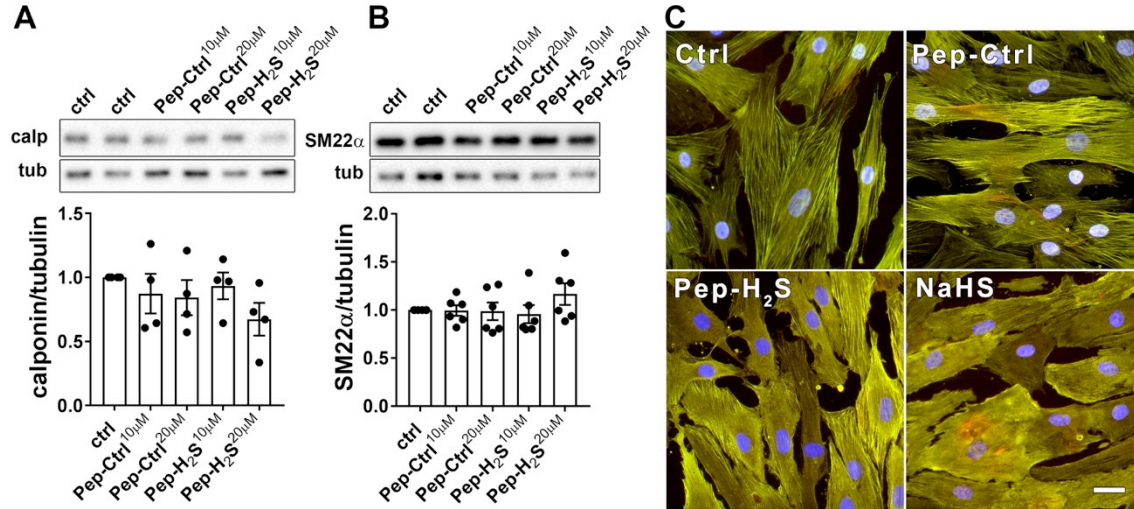 A
ctrl
ctrl
Pep-Ctrl10μM
Pep-Ctrl20μM
Pep-H2S10μM
Pep-H2S20μM
calp
tub
calponin/tubulin
1.5
1.0
0.5
0.0
ctrl
Pep-Ctrl10μM
Pep-Ctrl20μM
Pep-H2S10μM
Pep-H2S20μM
B
ctrl
ctrl
Pep-Ctrl10μM
Pep-Ctrl20μM
Pep-H2S10μM
Pep-H2S20μM
SM22α
tub
SM22α/tubulin
2.0
1.5
1.0
0.5
0.0
ctrl
Pep-Ctrl10μM
Pep-Ctrl20μM
Pep-H2S10μM
Pep-H2S20μM
C
Ctrl
Pep-Ctrl
Pep-H2S
NaHS